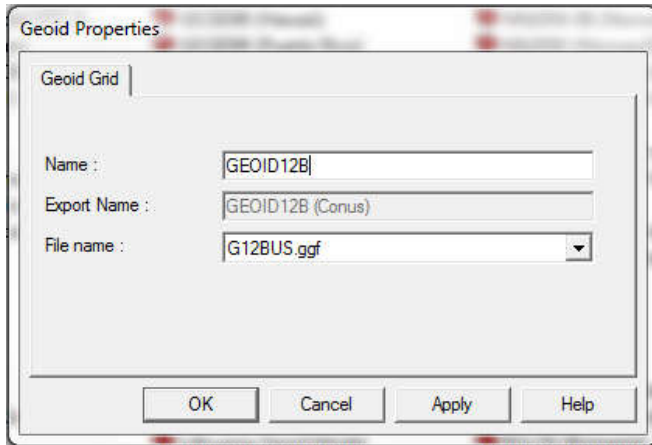 Geoid Properties
Geoid Grid
Name :
GEOID12B
Export Name :
GEOID12B (Conus)
File name :
G12BUS.ggf
OK Cancel Apply Help